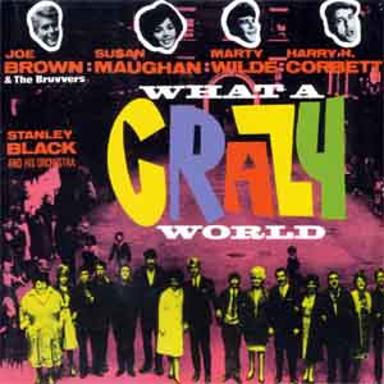 JOE BROWN & The Bruvvers : SUSAN MAUGHAN : MARTY WILDE : HARRY H. CORBETT
WHAT A
CRAZY
WORLD
STANLEY
BLACK
AND HIS ORCHESTRA